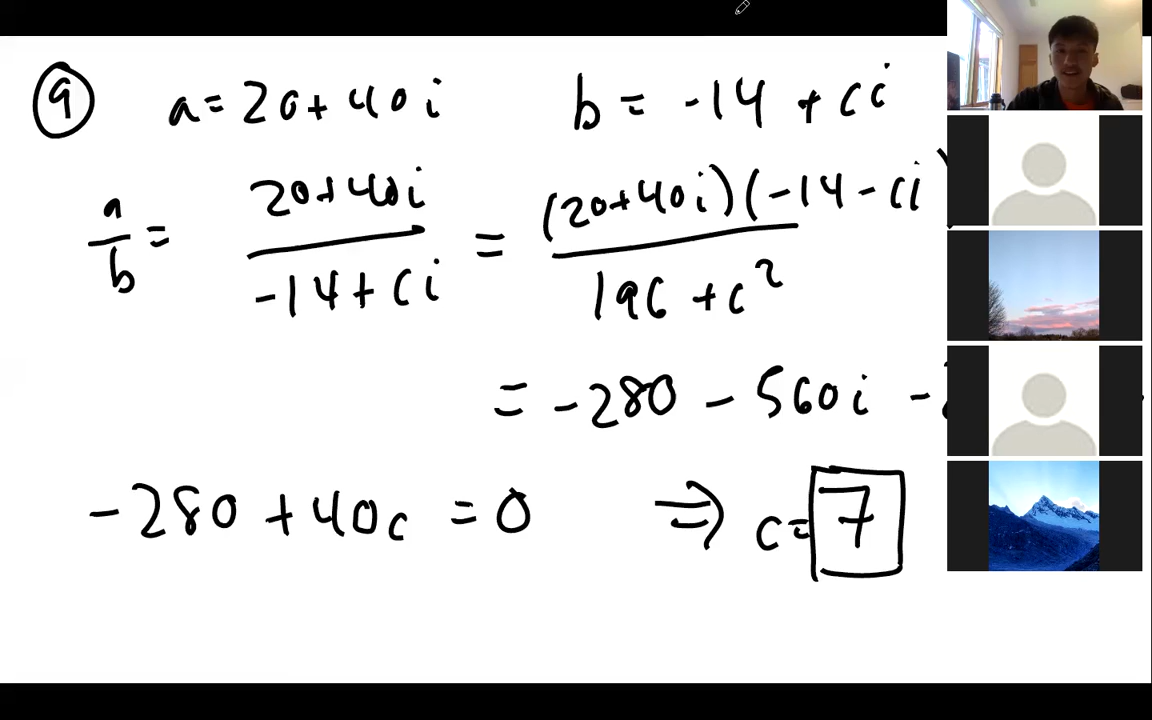 9 a = 20 + 40i b = -14 + ci
a/b = (20 + 40i)/(-14 + ci) = (20 + 40i)(-14 - ci)/(196 + c²)
= -280 - 560i -
-280 + 40c = 0 ⇒ c = 7